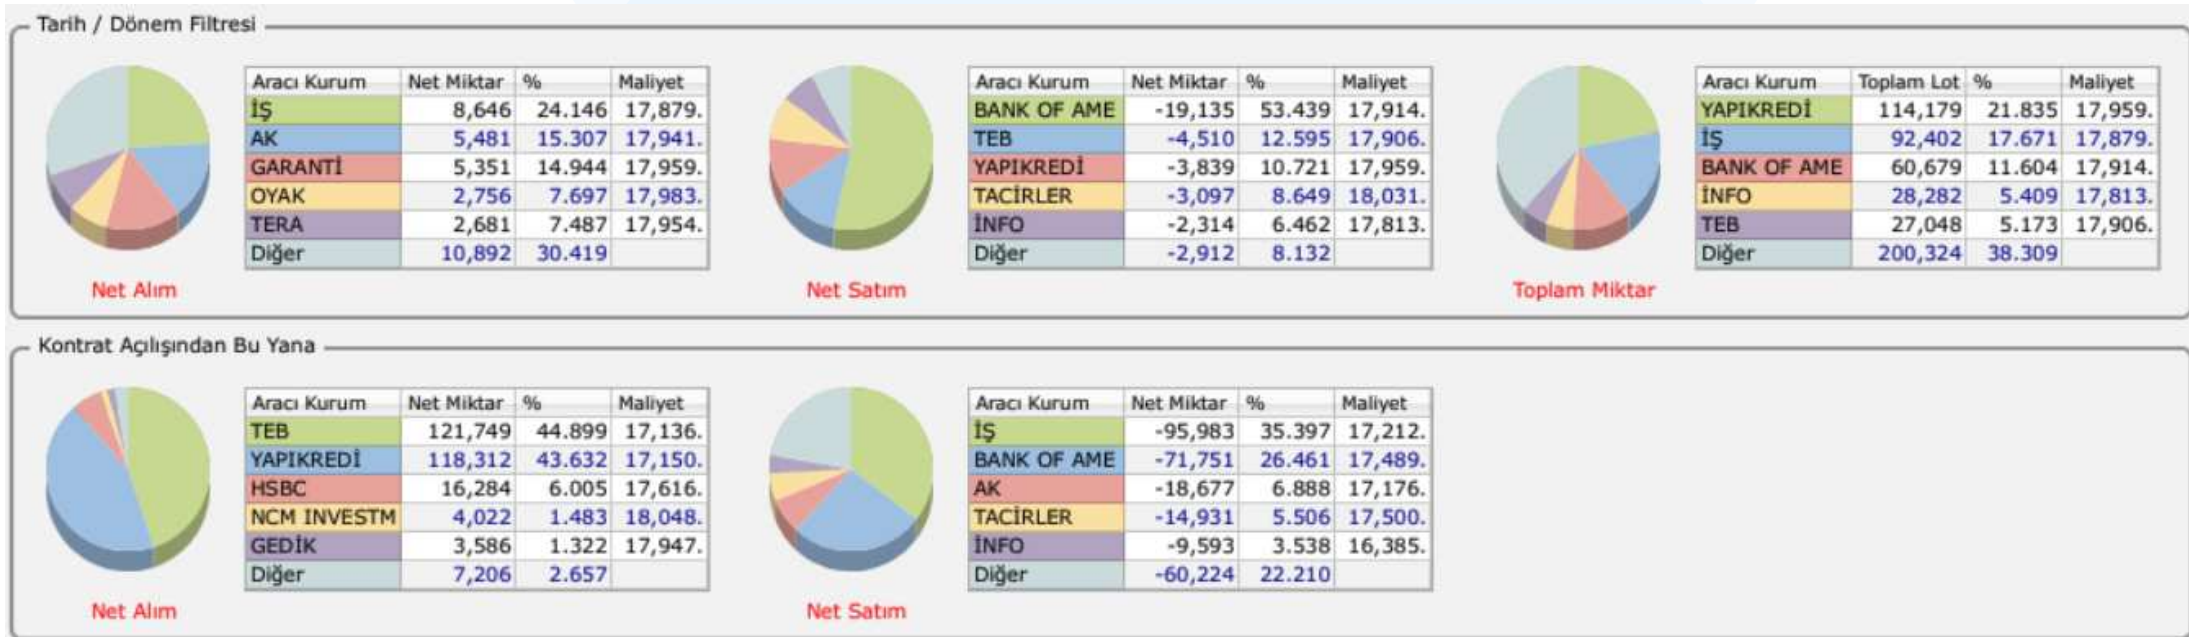 Tarih / Dönem Filtresi
Aracı Kurum Net Miktar % Maliyet
İŞ 8,646 24.146 17,879.
AK 5,481 15.307 17,941.
GARANTİ 5,351 14.944 17,959.
OYAK 2,756 7.697 17,983.
TERA 2,681 7.487 17,954.
Diğer 10,892 30.419
Net Alım
Aracı Kurum Net Miktar % Maliyet
BANK OF AME -19,135 53.439 17,914.
TEB -4,510 12.595 17,906.
YAPIKREDİ -3,839 10.721 17,959.
TACİRLER -3,097 8.649 18,031.
İNFO -2,314 6.462 17,813.
Diğer -2,912 8.132
Net Satım
Aracı Kurum Toplam Lot % Maliyet
YAPIKREDİ 114,179 21.835 17,959.
İŞ 92,402 17.671 17,879.
BANK OF AME 60,679 11.604 17,914.
İNFO 28,282 5.409 17,813.
TEB 27,048 5.173 17,906.
Diğer 200,324 38.309
Toplam Miktar
Kontrat Açılışından Bu Yana
Aracı Kurum Net Miktar % Maliyet
TEB 121,749 44.899 17,136.
YAPIKREDİ 118,312 43.632 17,150.
HSBC 16,284 6.005 17,616.
NCM INVESTM 4,022 1.483 18,048.
GEDİK 3,586 1.322 17,947.
Diğer 7,206 2.657
Net Alım
Aracı Kurum Net Miktar % Maliyet
İŞ -95,983 35.397 17,212.
BANK OF AME -71,751 26.461 17,489.
AK -18,677 6.888 17,176.
TACİRLER -14,931 5.506 17,500.
İNFO -9,593 3.538 16,385.
Diğer -60,224 22.210
Net Satım